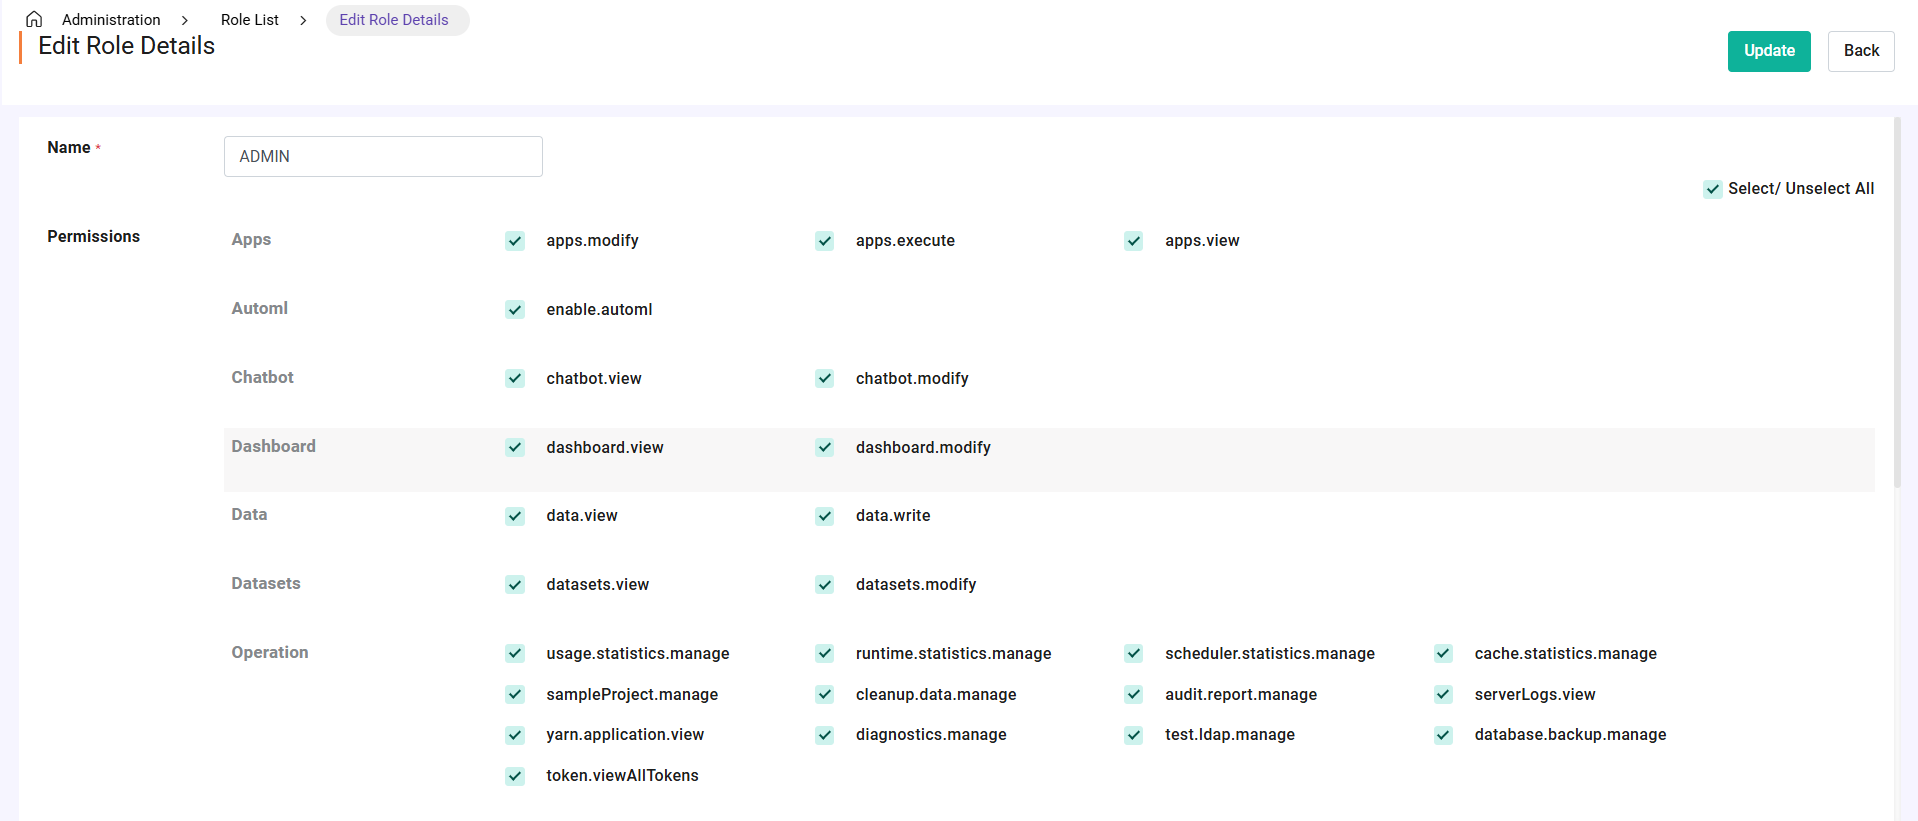 Administration > Role List > Edit Role Details
Edit Role Details
Update Back
Name * ADMIN
Select/ Unselect All
Permissions Apps apps.modify apps.execute apps.view
Automl enable.automl
Chatbot chatbot.view chatbot.modify
Dashboard dashboard.view dashboard.modify
Data data.view data.write
Datasets datasets.view datasets.modify
Operation usage.statistics.manage runtime.statistics.manage scheduler.statistics.manage cache.statistics.manage
sampleProject.manage cleanup.data.manage audit.report.manage serverLogs.view
yarn.application.view diagnostics.manage test.ldap.manage database.backup.manage
token.viewAllTokens